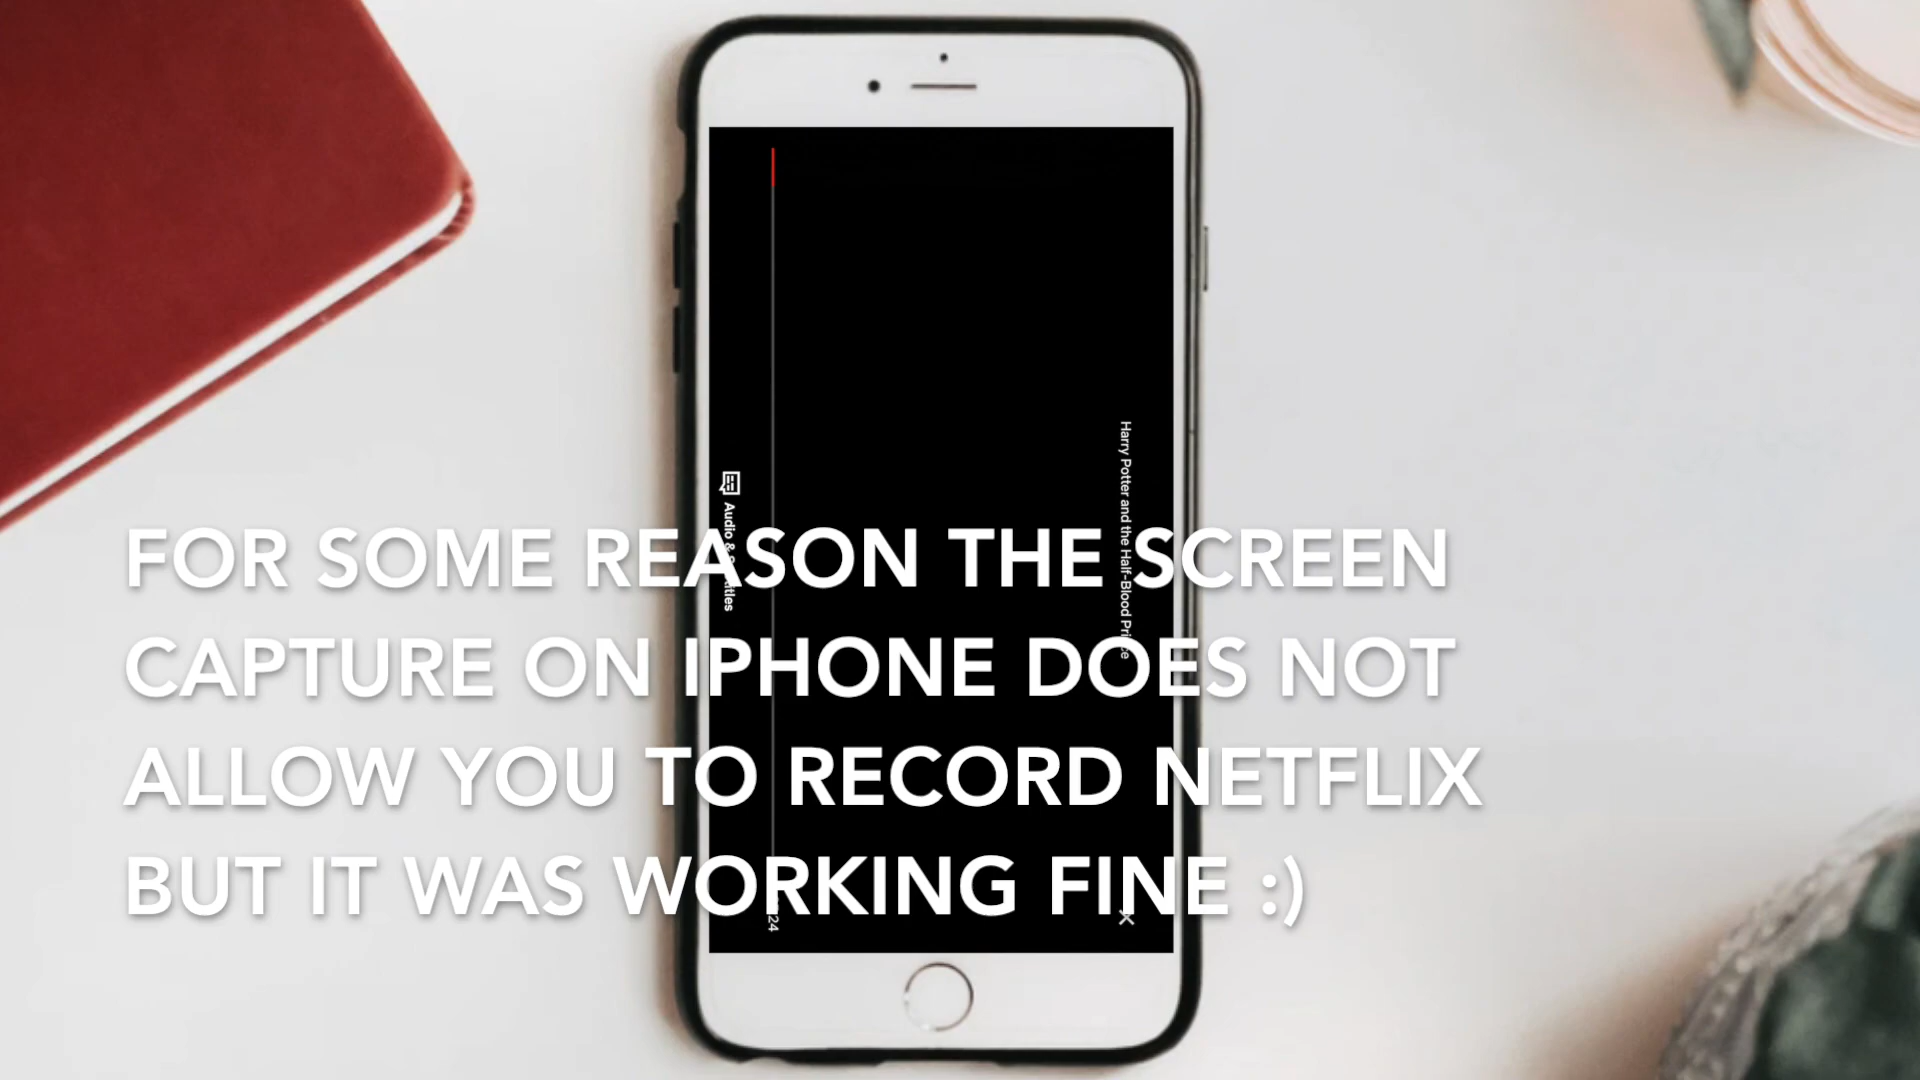 Harry Potter and the Half-Blood Prince
Audio &
FOR SOME REASON THE SCREEN
CAPTURE ON IPHONE DOES NOT
ALLOW YOU TO RECORD NETFLIX
BUT IT WAS WORKING FINE :)